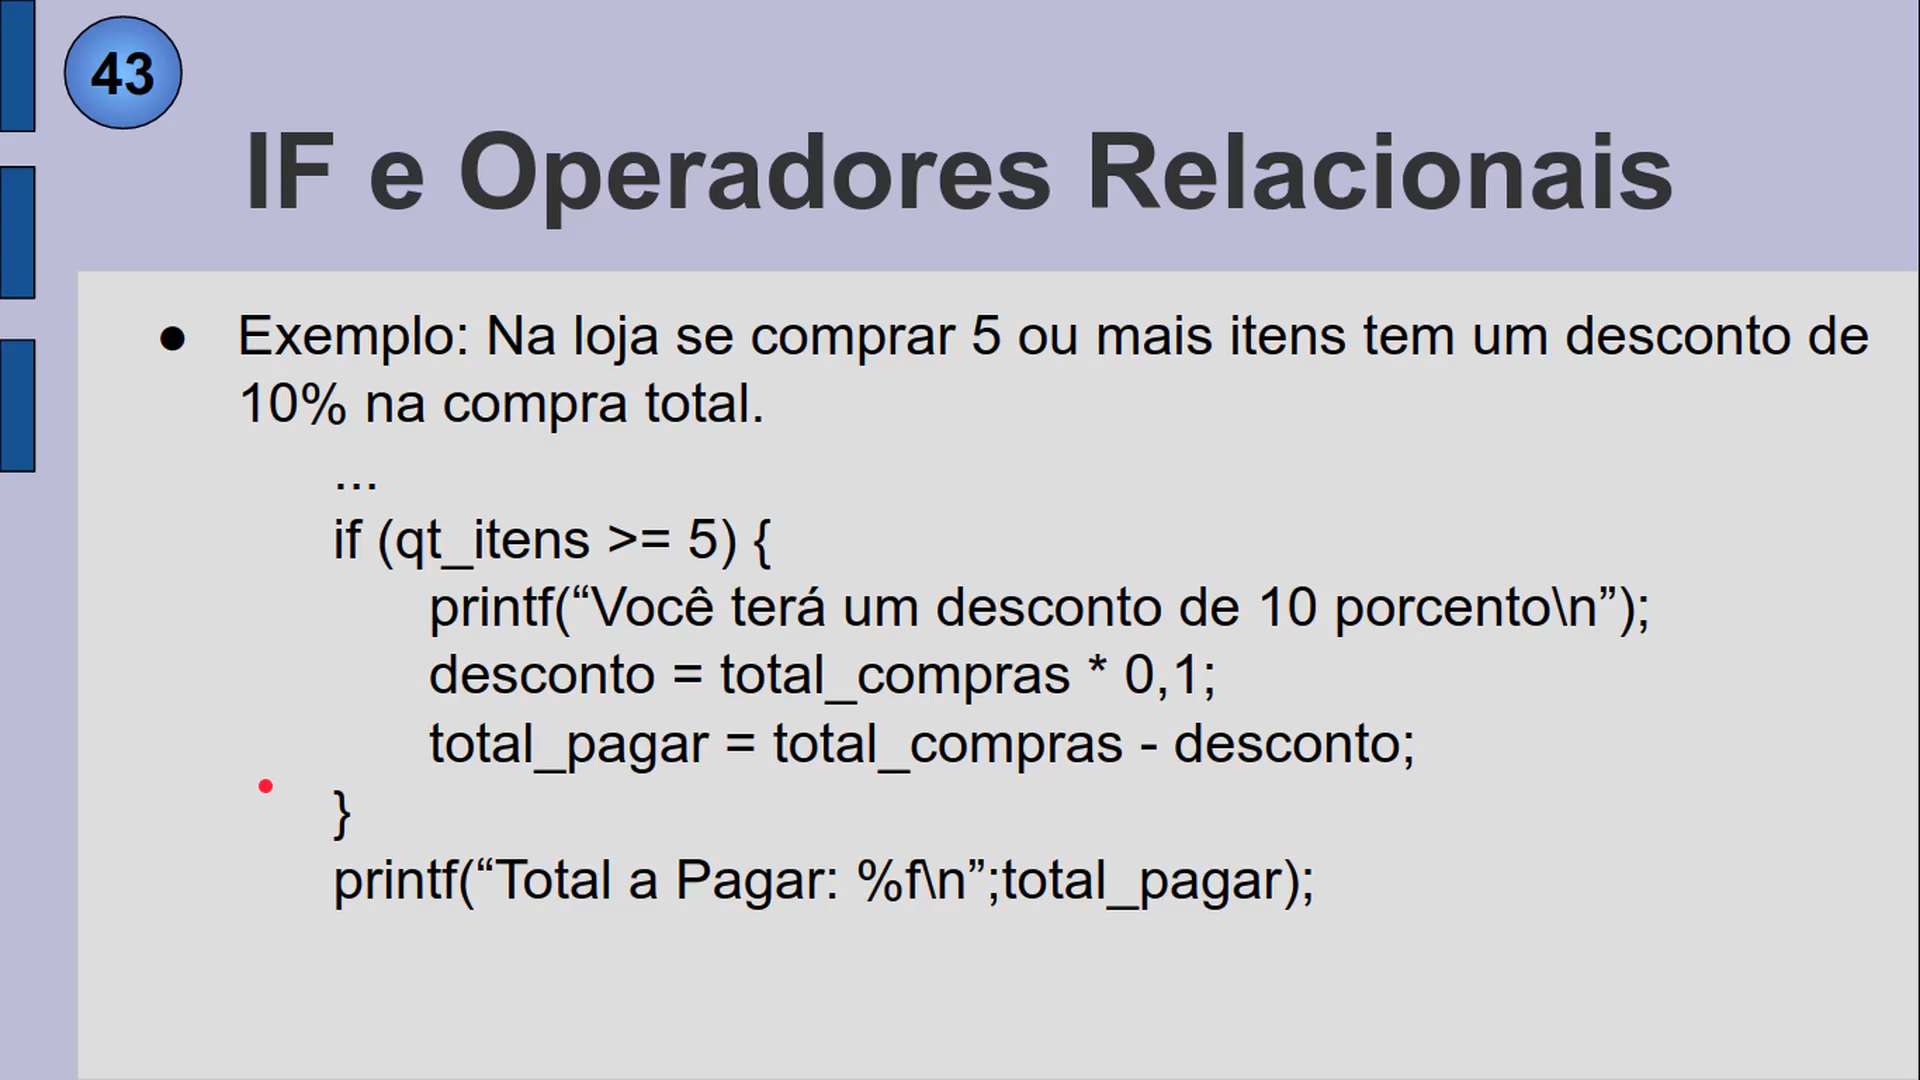 43
IF e Operadores Relacionais
● Exemplo: Na loja se comprar 5 ou mais itens tem um desconto de
10% na compra total.
...
if (qt_itens >= 5) {
printf(“Você terá um desconto de 10 porcento\n”);
desconto = total_compras * 0,1;
total_pagar = total_compras - desconto;
}
printf(“Total a Pagar: %f\n”;total_pagar);